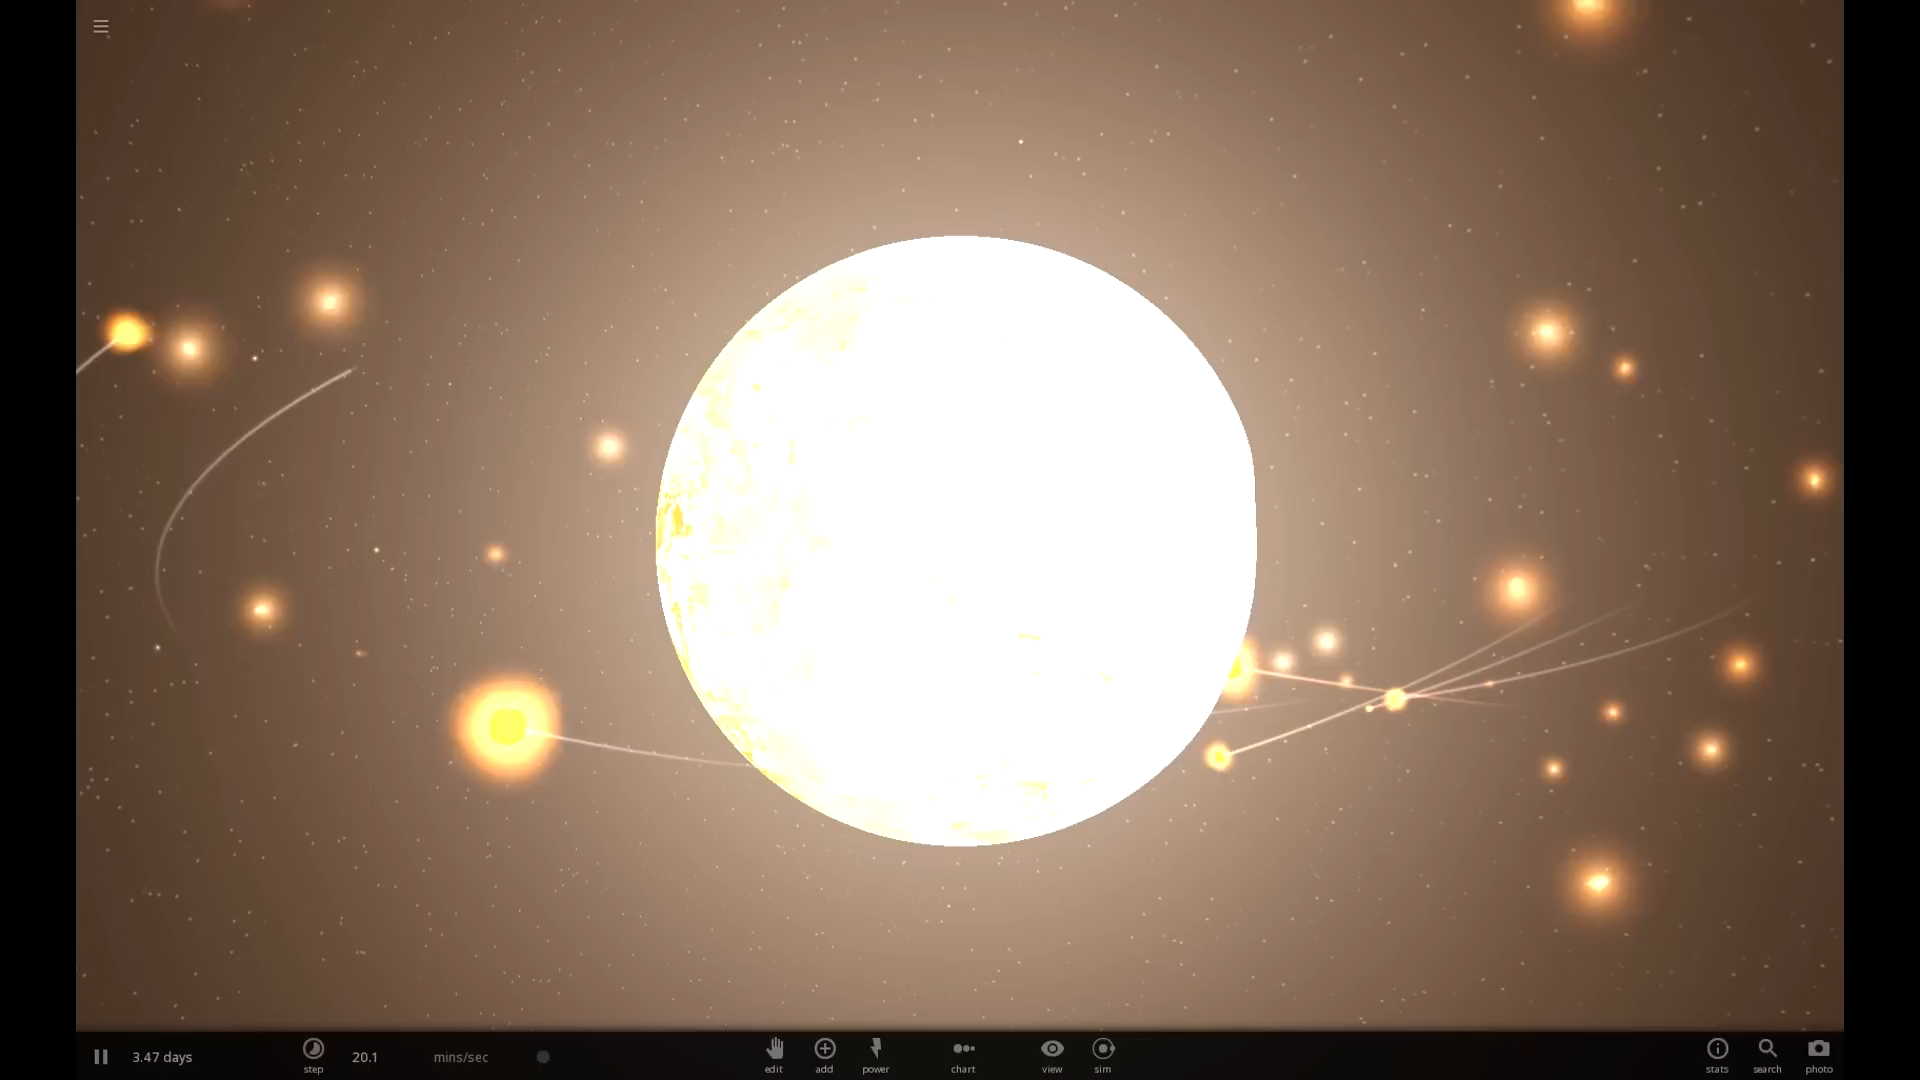 3.47 days
step
20.1 mins/sec
edit
add
power
chart
view
sim
stats
search
photo